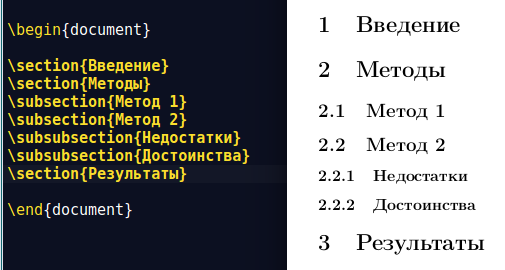 \begin{document}
\section{Введение}
\section{Методы}
\subsection{Метод 1}
\subsection{Метод 2}
\subsubsection{Недостатки}
\subsubsection{Достоинства}
\section{Результаты}
\end{document}
1 Введение
2 Методы
2.1 Метод 1
2.2 Метод 2
2.2.1 Недостатки
2.2.2 Достоинства
3 Результаты